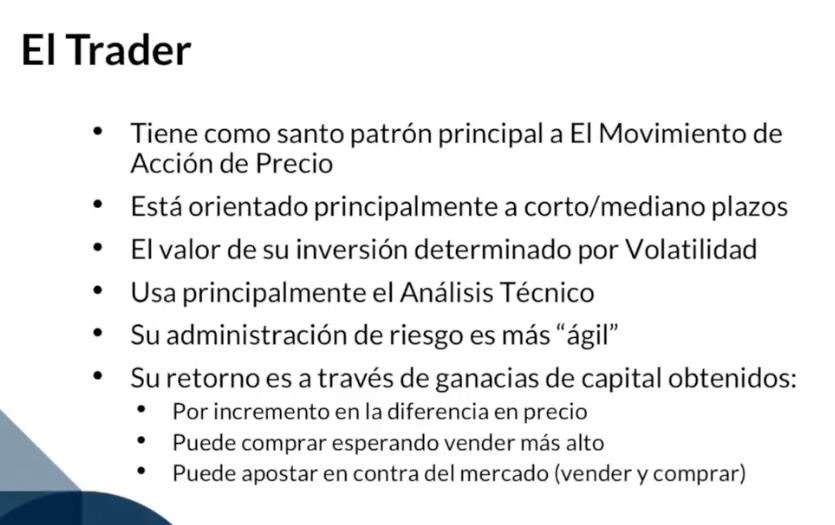 El Trader
• Tiene como santo patrón principal a El Movimiento de
Acción de Precio
• Está orientado principalmente a corto/mediano plazos
• El valor de su inversión determinado por Volatilidad
• Usa principalmente el Análisis Técnico
• Su administración de riesgo es más “ágil”
• Su retorno es a través de ganacias de capital obtenidos:
• Por incremento en la diferencia en precio
• Puede comprar esperando vender más alto
• Puede apostar en contra del mercado (vender y comprar)